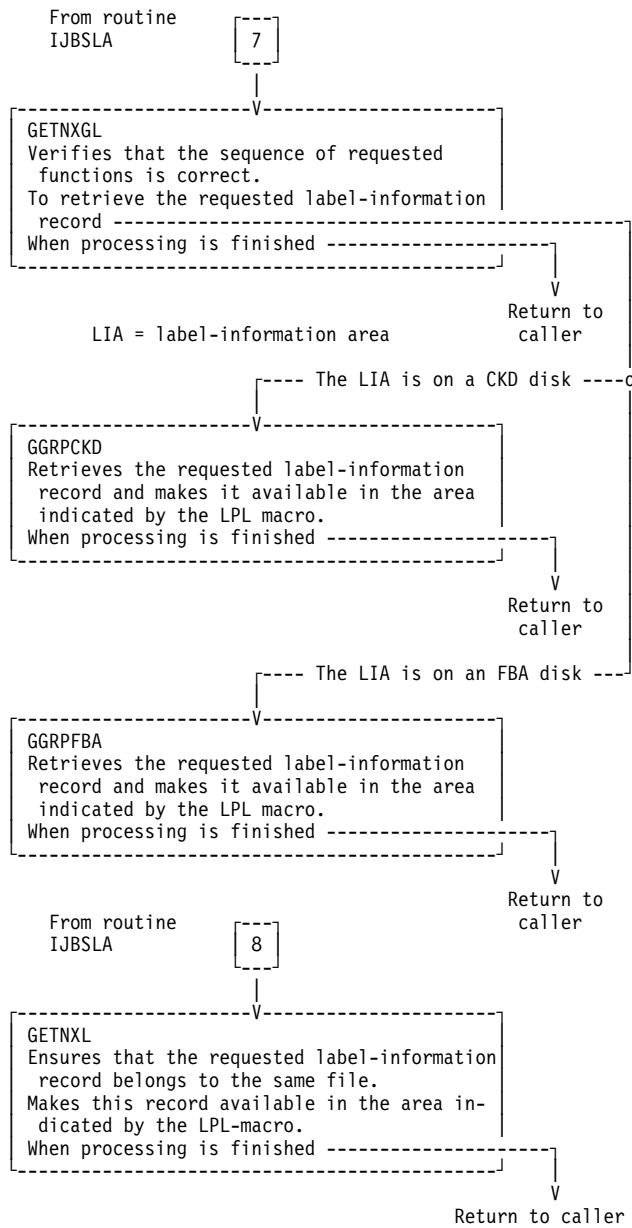 From routine
IJBSLA
7
GETNXGL
Verifies that the sequence of requested
functions is correct.
To retrieve the requested label-information
record
When processing is finished
Return to
caller
LIA = label-information area
The LIA is on a CKD disk
GGRPCKD
Retrieves the requested label-information
record and makes it available in the area
indicated by the LPL macro.
When processing is finished
Return to
caller
The LIA is on an FBA disk
GGRPFBA
Retrieves the requested label-information
record and makes it available in the area
indicated by the LPL macro.
When processing is finished
Return to
caller
From routine
IJBSLA
8
GETNXL
Ensures that the requested label-information
record belongs to the same file.
Makes this record available in the area in-
dicated by the LPL-macro.
When processing is finished
Return to caller